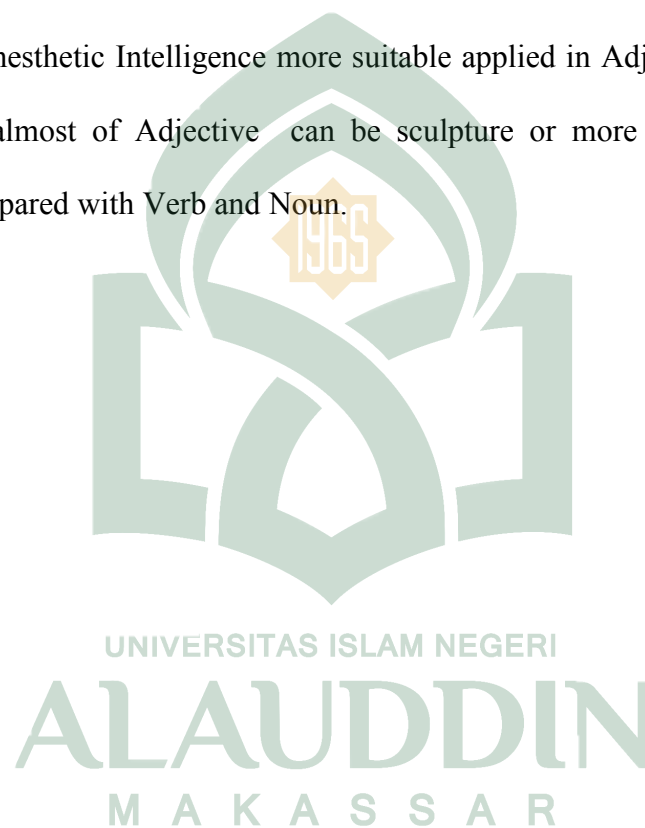 nesthetic Intelligence more suitable applied in Adj
almost of Adjective can be sculpture or more
pared with Verb and Noun.
1965
UNIVERSITAS ISLAM NEGERI
ALAUDDIN
MAKASSAR